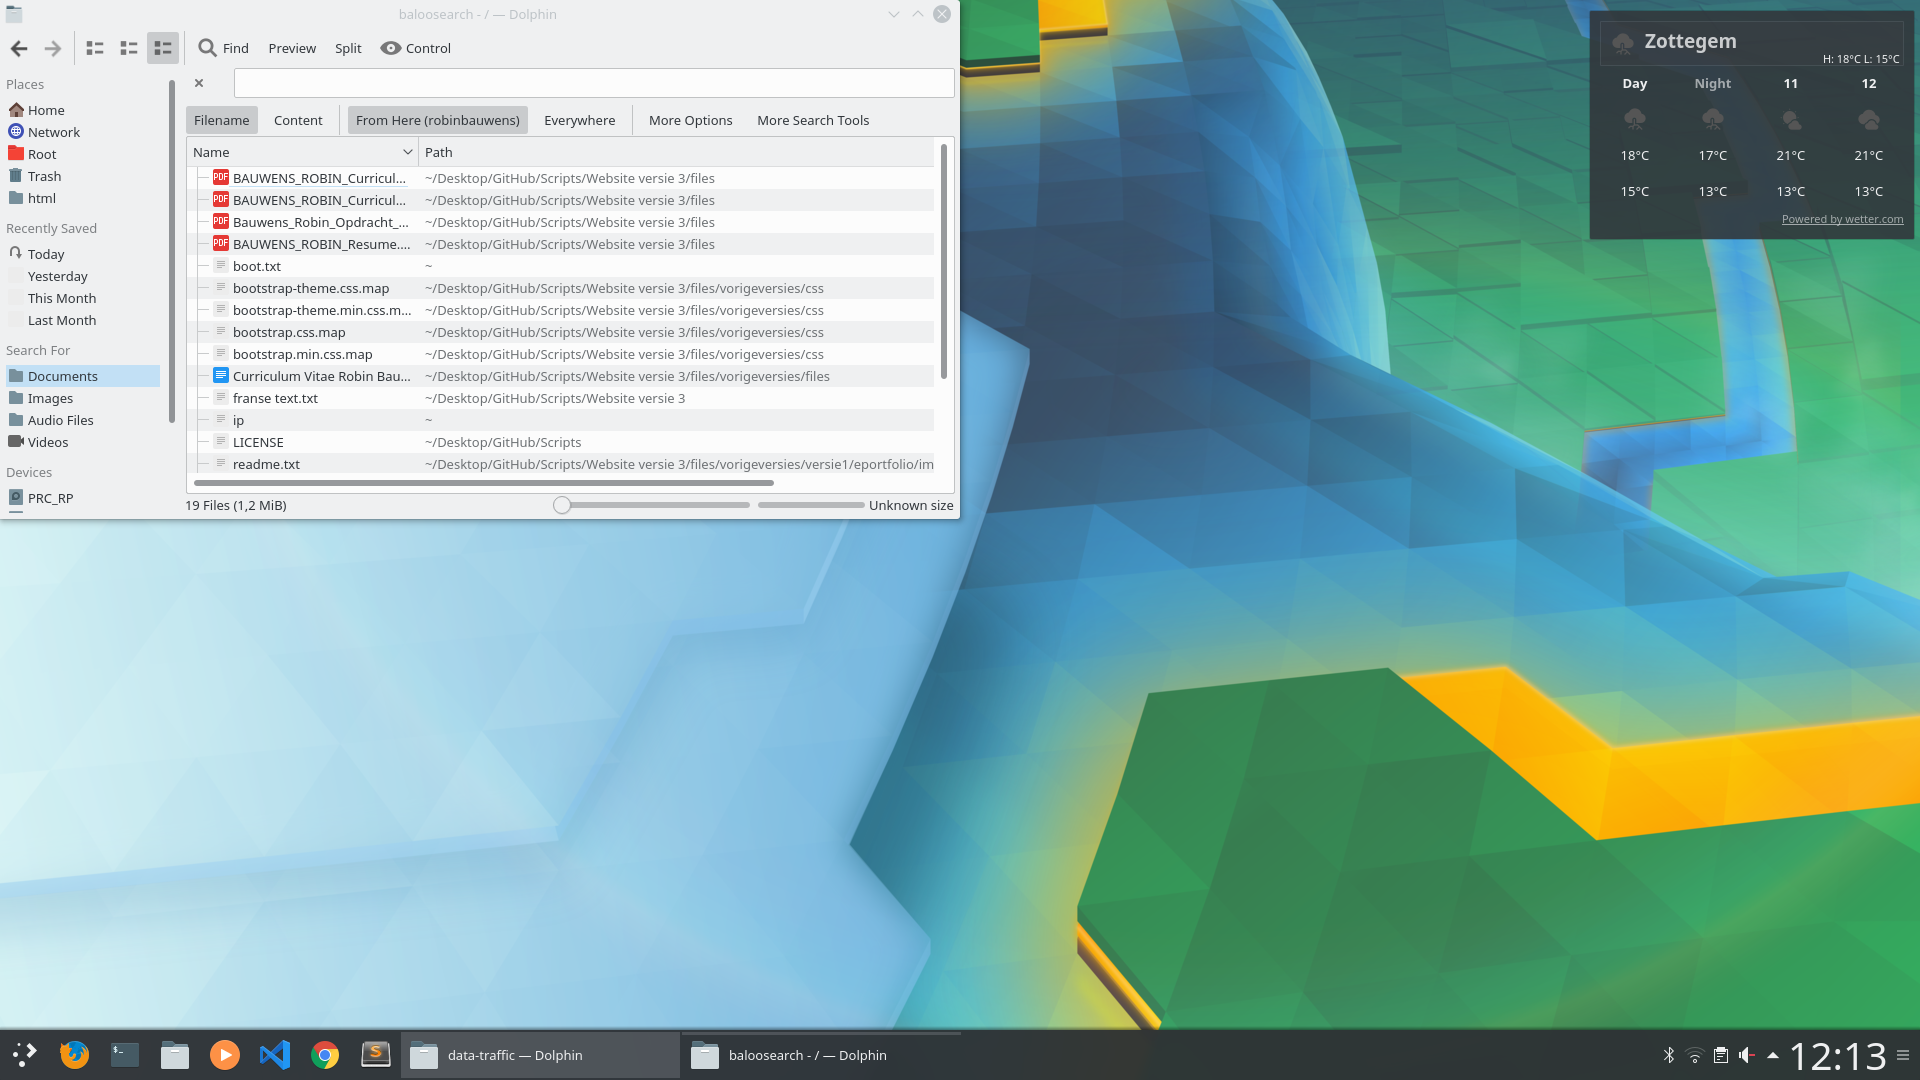 baloosearch - / — Dolphin
Find Preview Split Control
Places
Home
Network
Root
Trash
html
Recently Saved
Today
Yesterday
This Month
Last Month
Search For
Documents
Images
Audio Files
Videos
Devices
PRC_RP
Filename Content From Here (robinbauwens) Everywhere More Options More Search Tools
Name Path
BAUWENS_ROBIN_Curricul... ~/Desktop/GitHub/Scripts/Website versie 3/files
BAUWENS_ROBIN_Curricul... ~/Desktop/GitHub/Scripts/Website versie 3/files
Bauwens_Robin_Opdracht_... ~/Desktop/GitHub/Scripts/Website versie 3/files
BAUWENS_ROBIN_Resume.... ~/Desktop/GitHub/Scripts/Website versie 3/files
boot.txt ~
bootstrap-theme.css.map ~/Desktop/GitHub/Scripts/Website versie 3/files/vorigeversies/css
bootstrap-theme.min.css.m... ~/Desktop/GitHub/Scripts/Website versie 3/files/vorigeversies/css
bootstrap.css.map ~/Desktop/GitHub/Scripts/Website versie 3/files/vorigeversies/css
bootstrap.min.css.map ~/Desktop/GitHub/Scripts/Website versie 3/files/vorigeversies/css
Curriculum Vitae Robin Bau... ~/Desktop/GitHub/Scripts/Website versie 3/files/vorigeversies/files
franse text.txt ~/Desktop/GitHub/Scripts/Website versie 3
ip ~
LICENSE ~/Desktop/GitHub/Scripts
readme.txt ~/Desktop/GitHub/Scripts/Website versie 3/files/vorigeversies/versie1/eportfolio/im
19 Files (1,2 MiB) Unknown size
Zottegem
H: 18°C L: 15°C
Day Night 11 12
18°C 17°C 21°C 21°C
15°C 13°C 13°C 13°C
Powered by wetter.com
data-traffic — Dolphin baloosearch - / — Dolphin 12:13